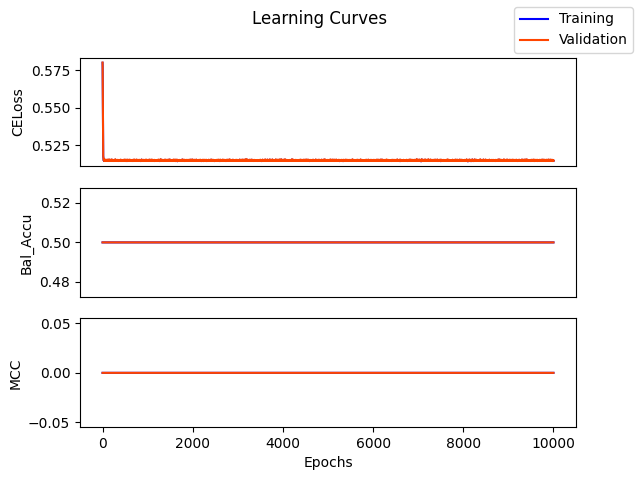 Learning Curves
Training
Validation
0.575
0.550
0.525
CELoss
0.52
0.50
0.48
Bal_Accu
0.05
0.00
−0.05
MCC
0 2000 4000 6000 8000 10000
Epochs